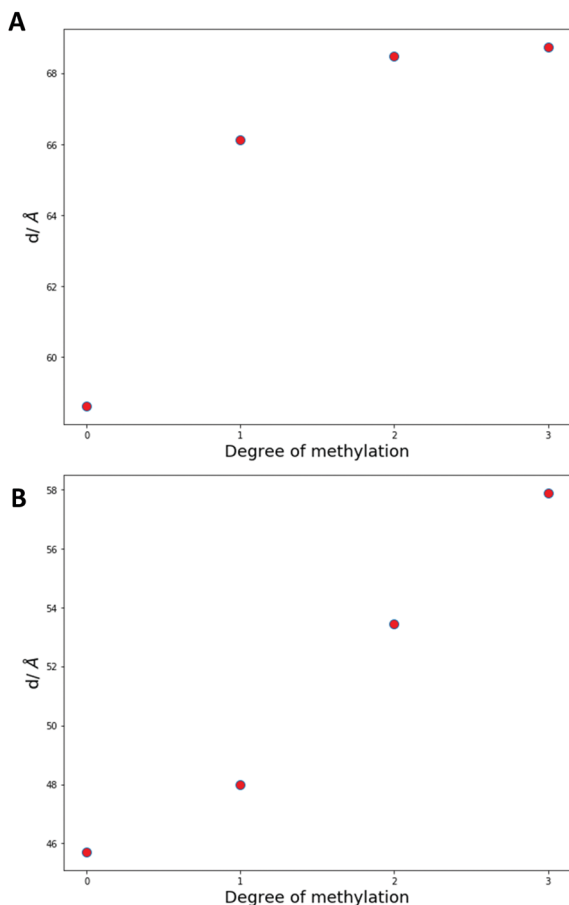 A
68
66
64
62
60
d/ Å
0 1 2 3
Degree of methylation
B
58
56
54
52
50
48
46
d/ Å
0 1 2 3
Degree of methylation